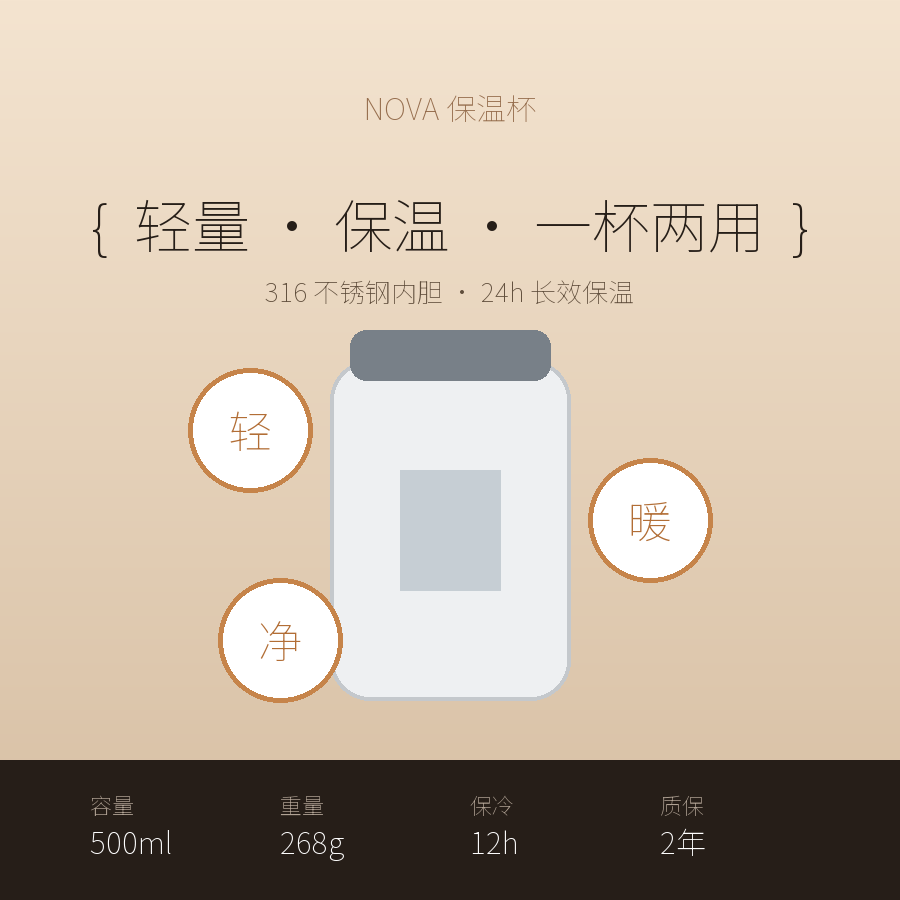 NOVA 保温杯
{ 轻量 · 保温 · 一杯两用 }
316 不锈钢内胆 · 24h 长效保温
轻
暖
净
容量 重量 保冷 质保
500ml 268g 12h 2年